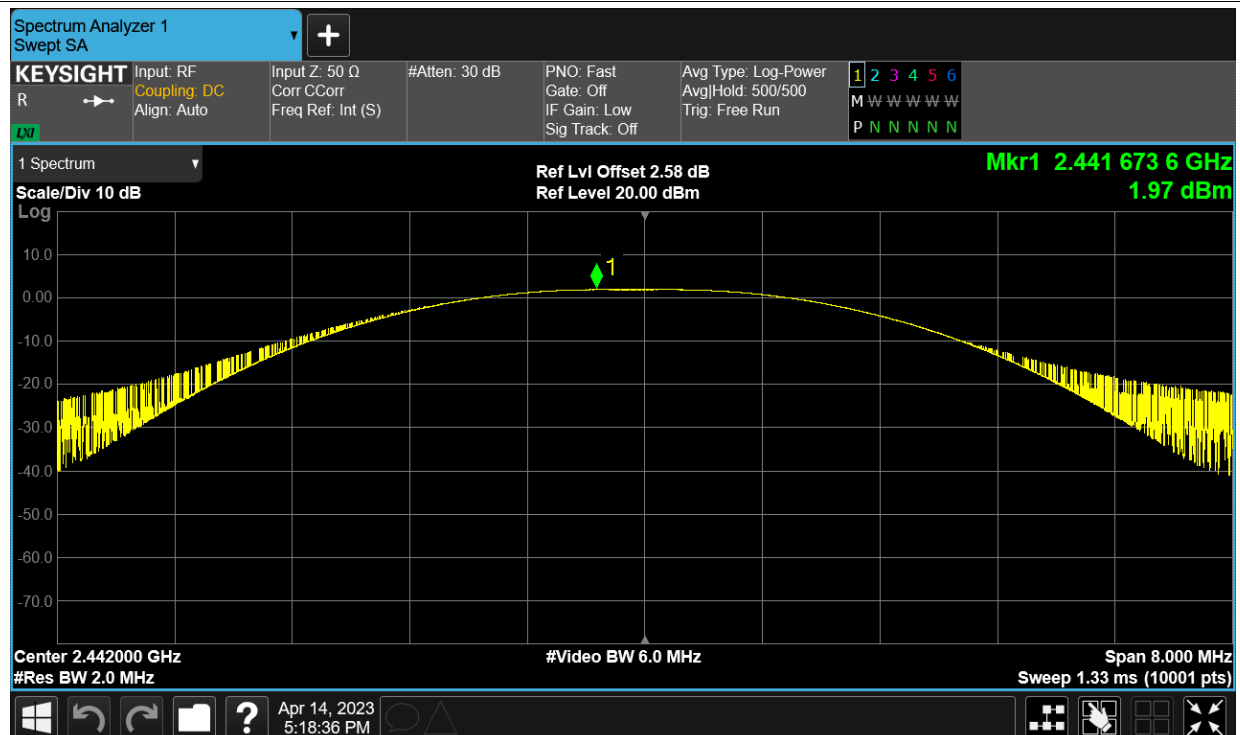 Spectrum Analyzer 1
Swept SA
+
KEYSIGHT
R
LXI
Input: RF
Coupling: DC
Align: Auto
Input Z: 50 Ω
Corr CCorr
Freq Ref: Int (S)
#Atten: 30 dB
PNO: Fast
Gate: Off
IF Gain: Low
Sig Track: Off
Avg Type: Log-Power
Avg|Hold: 500/500
Trig: Free Run
1 2 3 4 5 6
M W W W W W
P N N N N N
1 Spectrum
Scale/Div 10 dB
Ref Lvl Offset 2.58 dB
Ref Level 20.00 dBm
Mkr1 2.441 673 6 GHz
1.97 dBm
Log
10.0
0.00
-10.0
-20.0
-30.0
-40.0
-50.0
-60.0
-70.0
1
Center 2.442000 GHz
#Res BW 2.0 MHz
#Video BW 6.0 MHz
Span 8.000 MHz
Sweep 1.33 ms (10001 pts)
?
Apr 14, 2023
5:18:36 PM